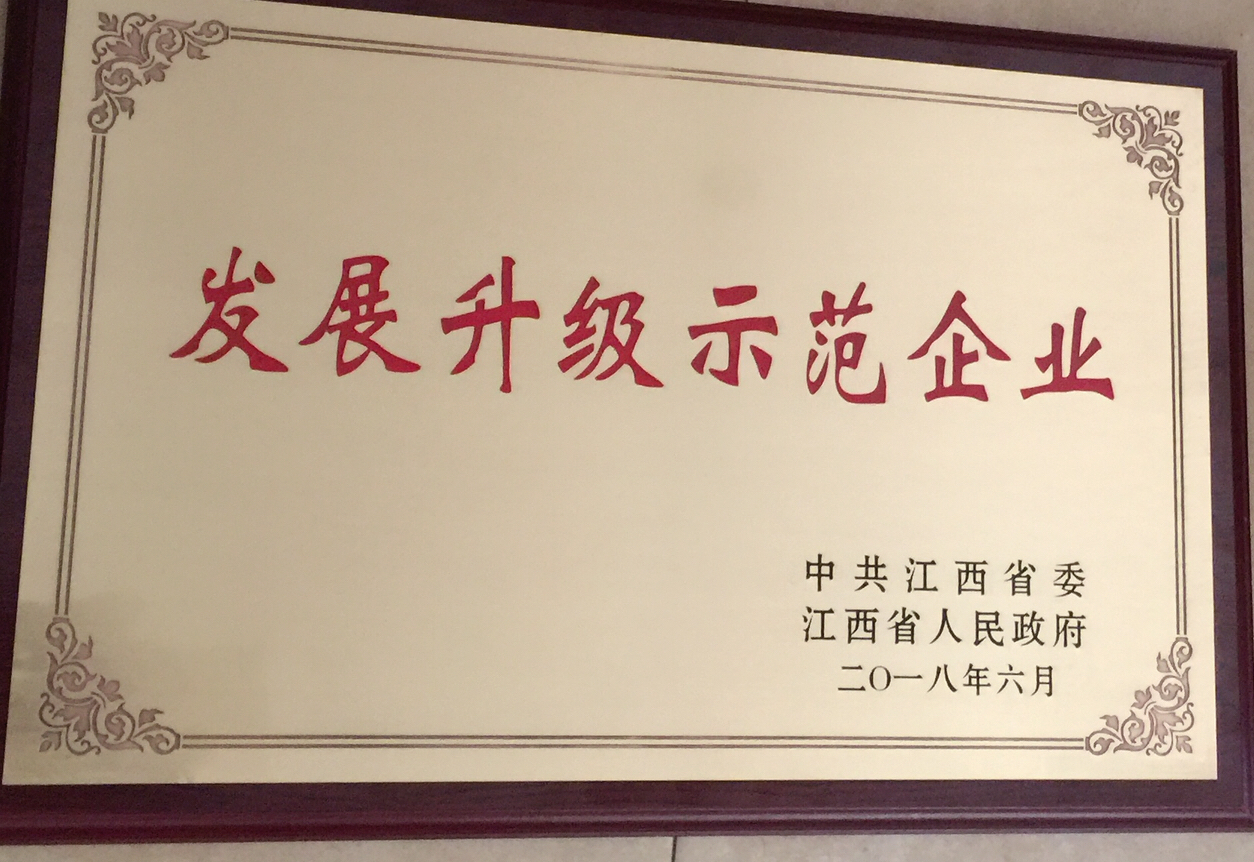 发展升级示范企业
中共江西省委
江西省人民政府
二〇一八年六月